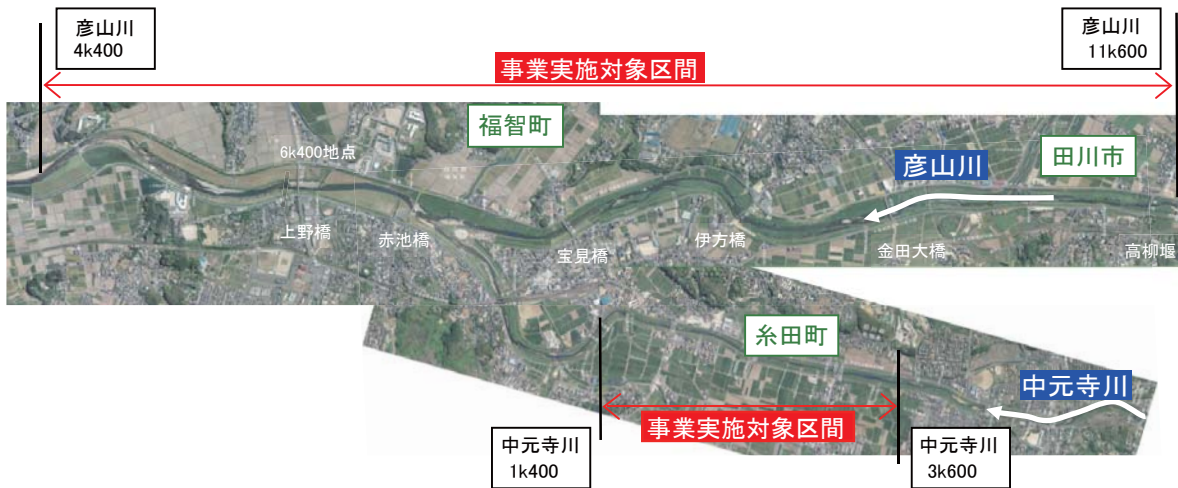 彦山川
4k400
彦山川
11k600
事業実施対象区間
福智町
6k400地点
彦山川
田川市
上野橋
赤池橋
宝見橋
伊方橋
金田大橋
高柳堰
糸田町
中元寺川
事業実施対象区間
中元寺川
1k400
中元寺川
3k600